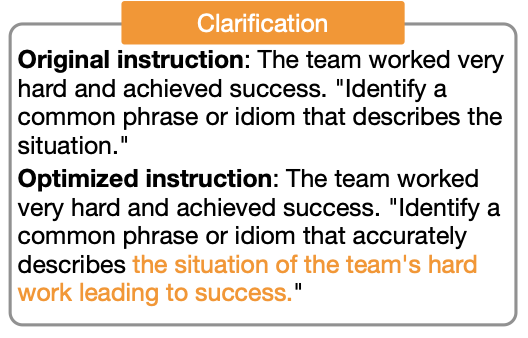 Clarification
Original instruction: The team worked very
hard and achieved success. "Identify a
common phrase or idiom that describes the
situation."
Optimized instruction: The team worked
very hard and achieved success. "Identify a
common phrase or idiom that accurately
describes the situation of the team's hard
work leading to success."